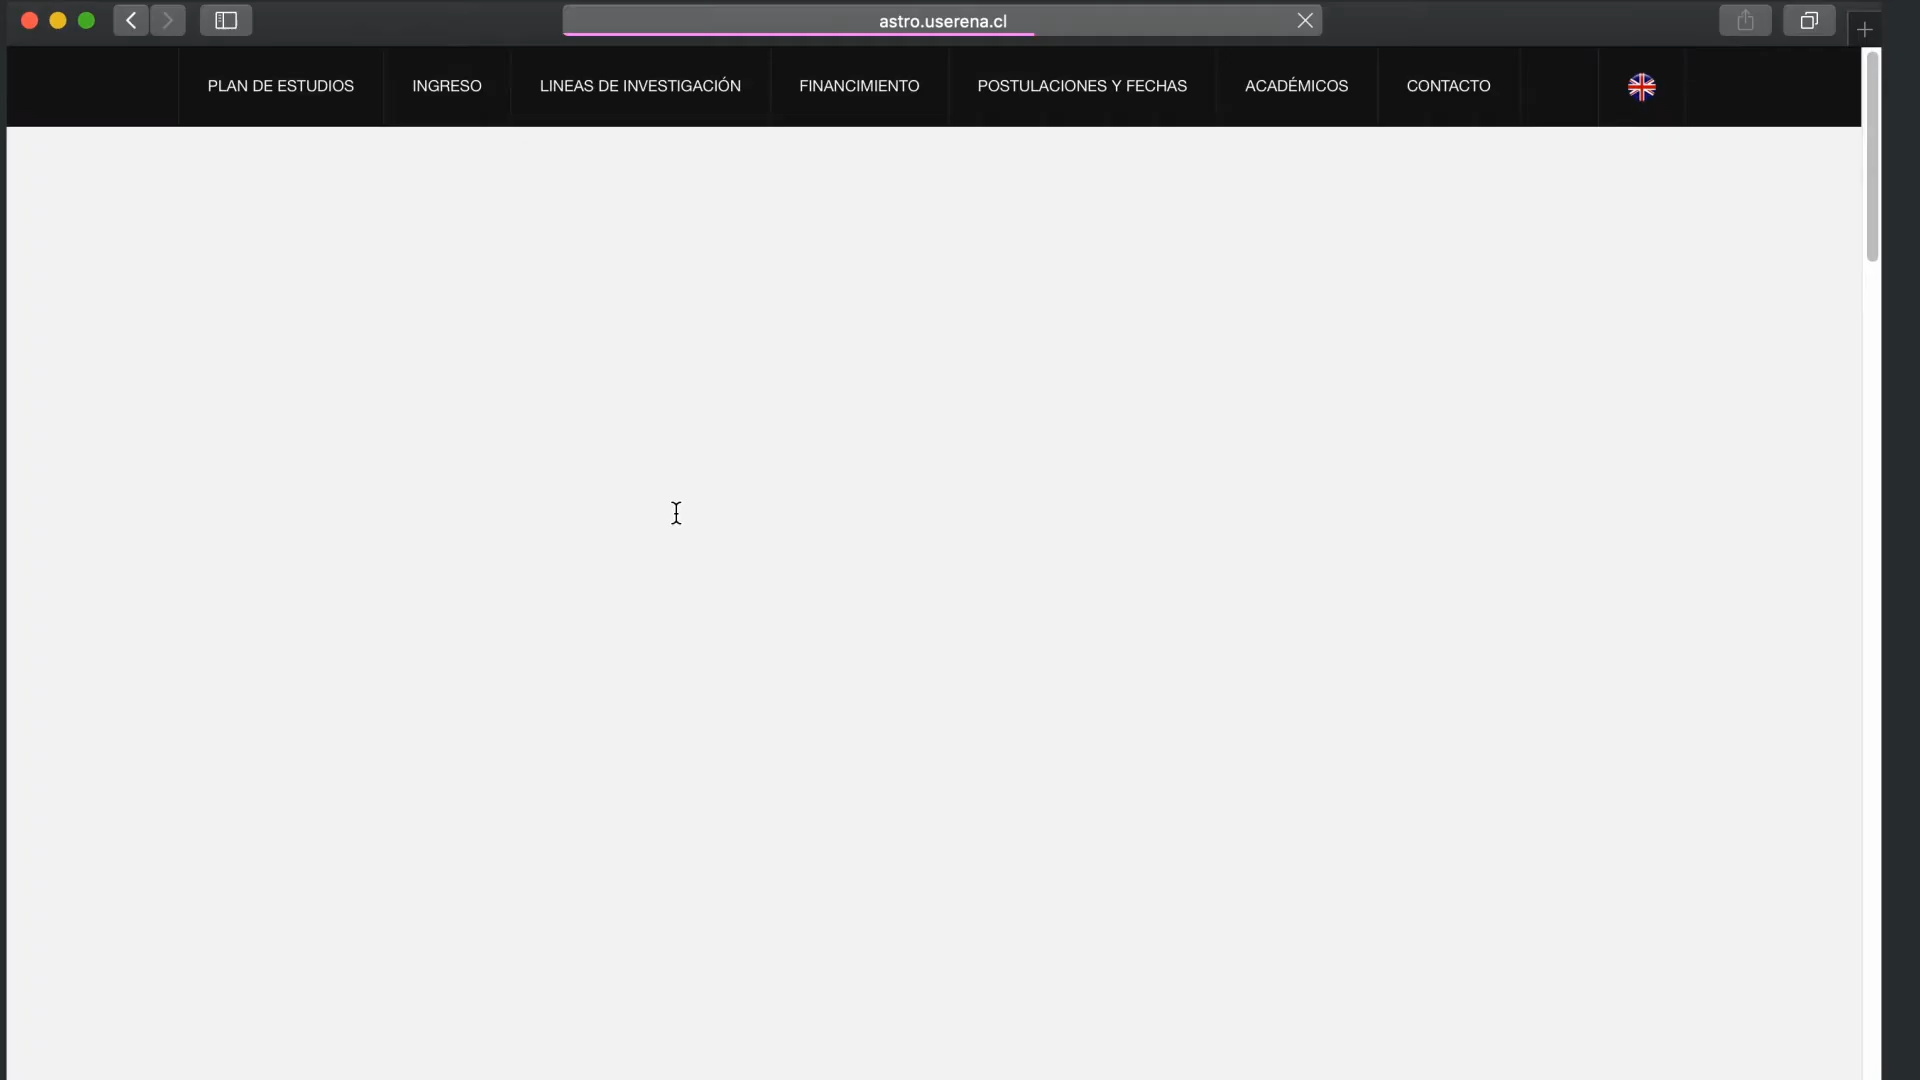 astro.userena.cl
PLAN DE ESTUDIOS INGRESO LINEAS DE INVESTIGACIÓN FINANCIMIENTO POSTULACIONES Y FECHAS ACADÉMICOS CONTACTO